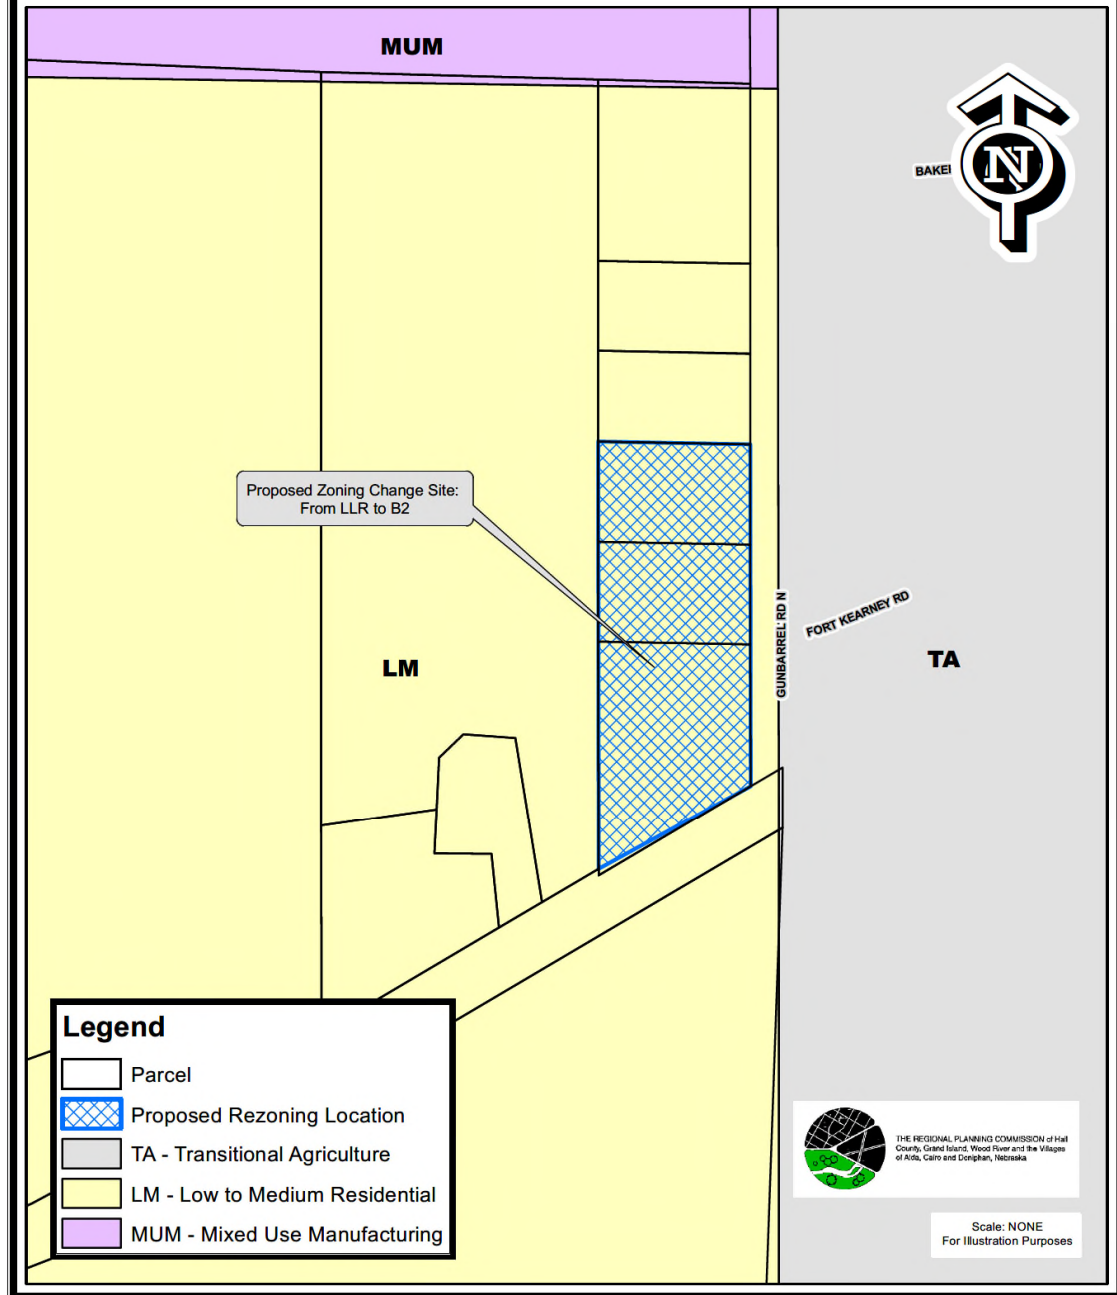 MUM
N
BAKE
Proposed Zoning Change Site:
From LLR to B2
GUNBARREL RD N
FORT KEARNEY RD
LM
TA
Legend
Parcel
Proposed Rezoning Location
TA - Transitional Agriculture
LM - Low to Medium Residential
MUM - Mixed Use Manufacturing
THE REGIONAL PLANNING COMMISSION of Hall
County, Grand Island, Wood River and the Villages
of Alda, Cairo and Doniphan, Nebraska
Scale: NONE
For Illustration Purposes